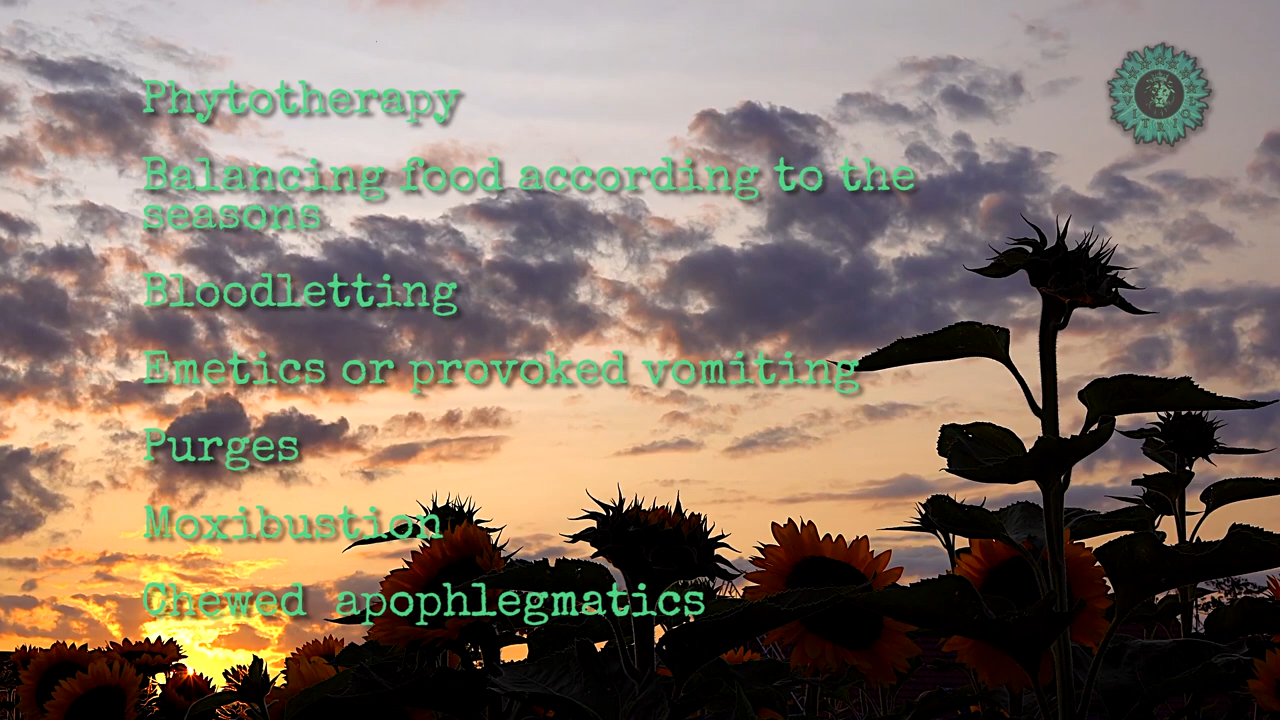 Phytotherapy
Balancing food according to the
seasons
Bloodletting
Emetics or provoked vomiting
Purges
Moxibustion
Chewed apophlegmatics